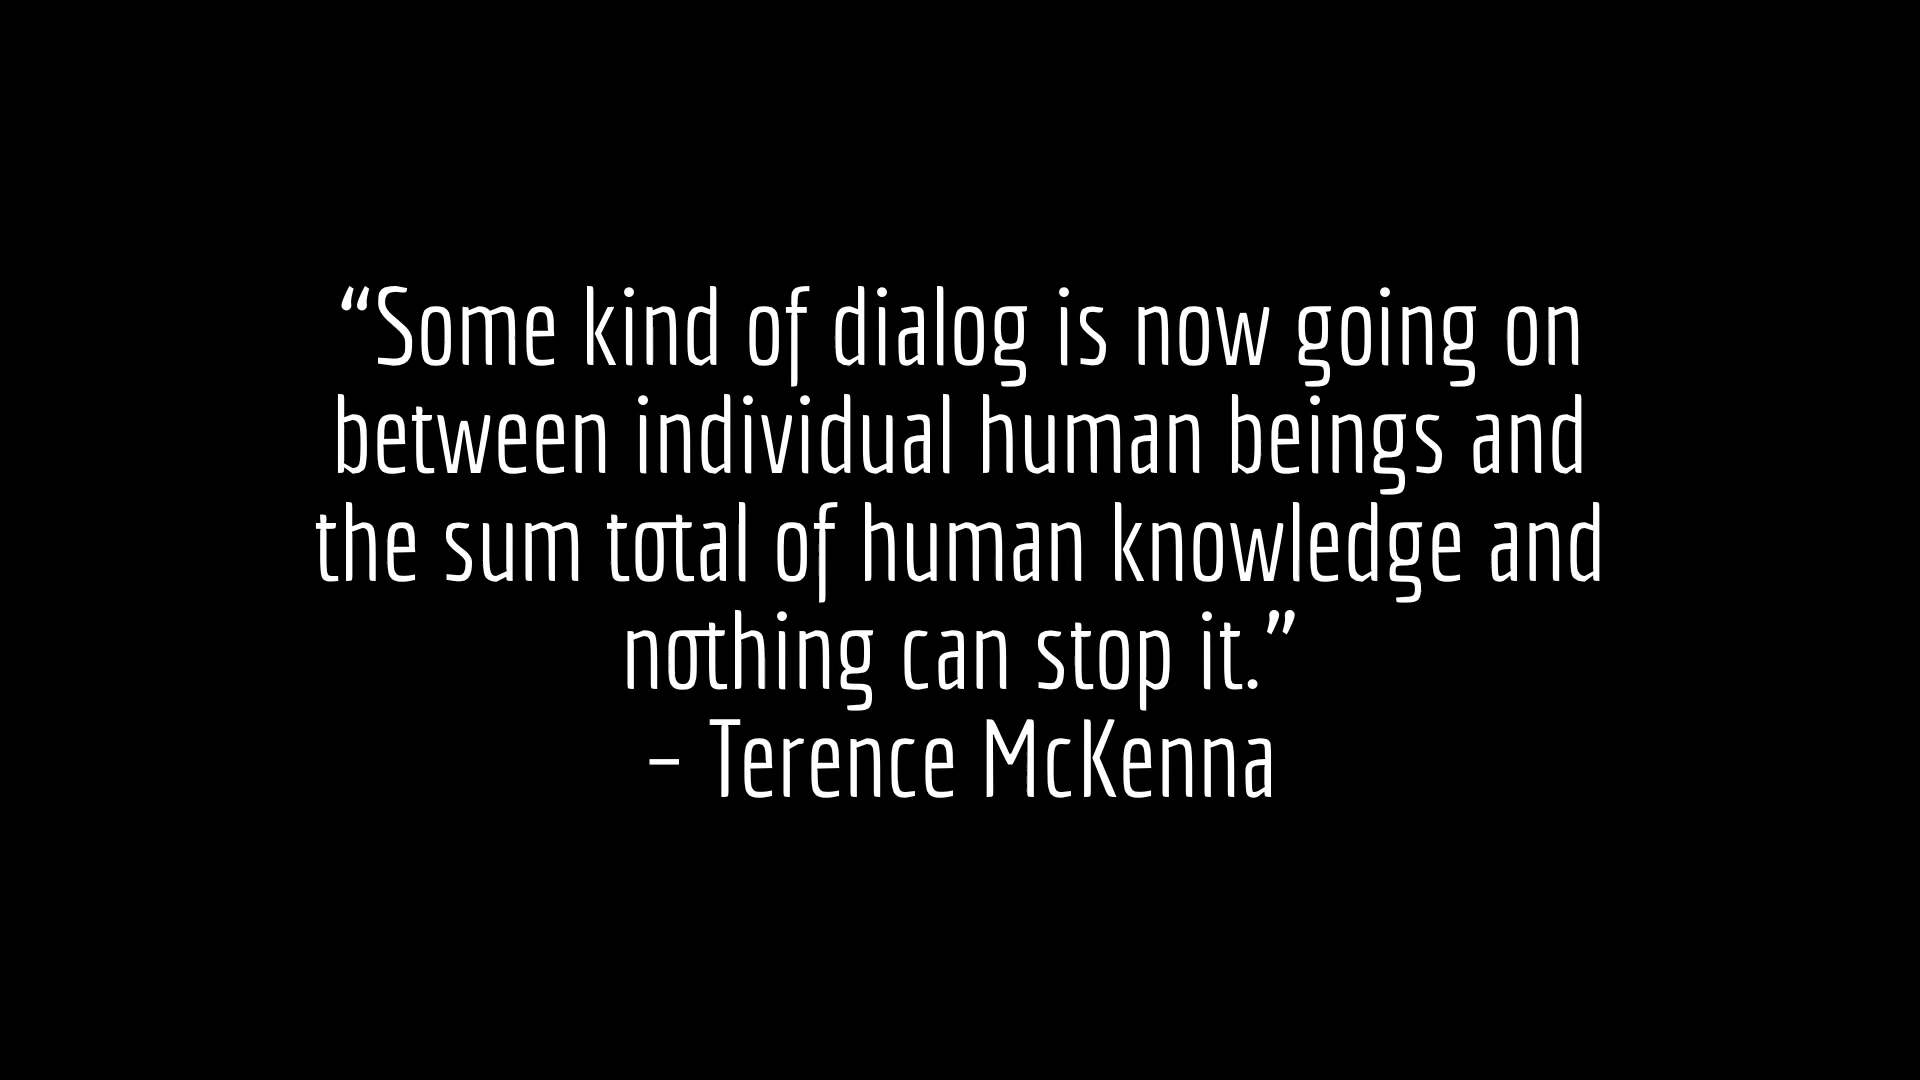 “Some kind of dialog is now going on
between individual human beings and
the sum total of human knowledge and
nothing can stop it.”
– Terence McKenna